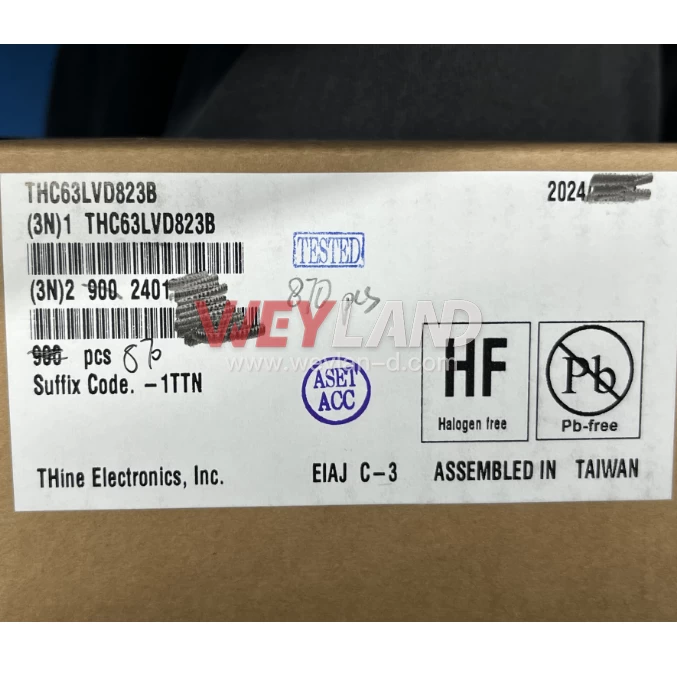 THC63LVD823B
2024/
(3N)1 THC63LVD823B
TESTED
(3N)2 900 2401
870 pcs
WEYLAND
www.weylan-d.com
900 pcs 870
Suffix Code. -1TTN
ASET
ACC
HF
Halogen free
Pb
Pb-free
THine Electronics, Inc.
EIAJ C-3
ASSEMBLED IN TAIWAN